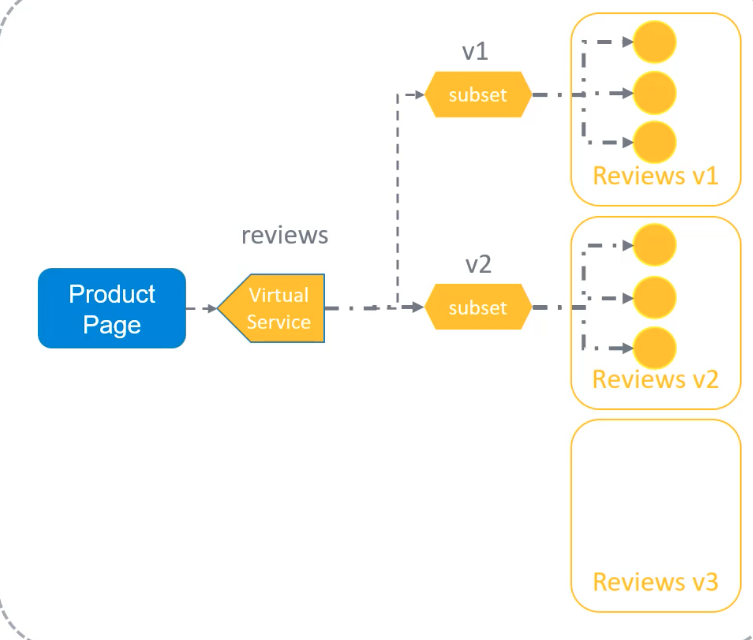 v1
subset
Reviews v1
reviews
Product
Page
Virtual
Service
v2
subset
Reviews v2
Reviews v3